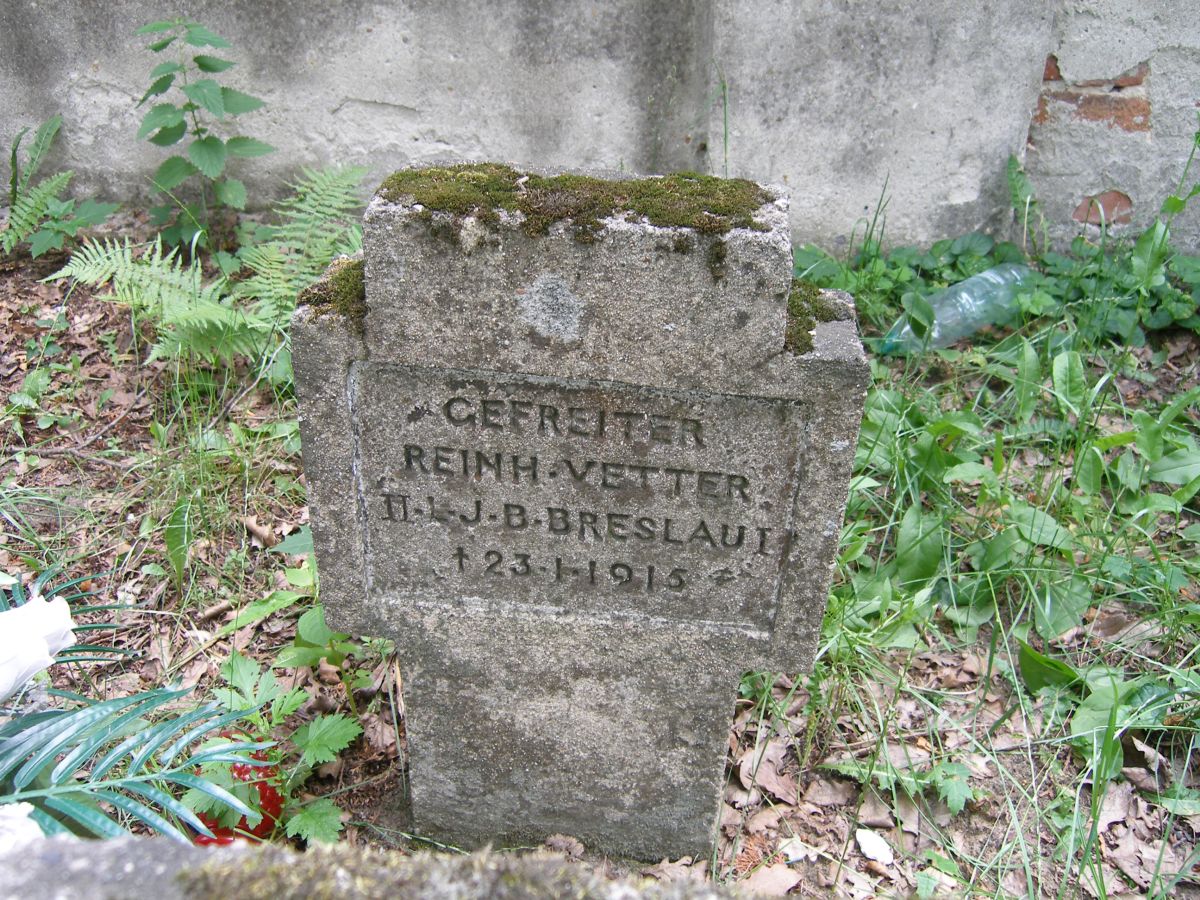 GEFREITER
REINH·VETTER
II·L·J·B·BRESLAU I
† 23·1·1915